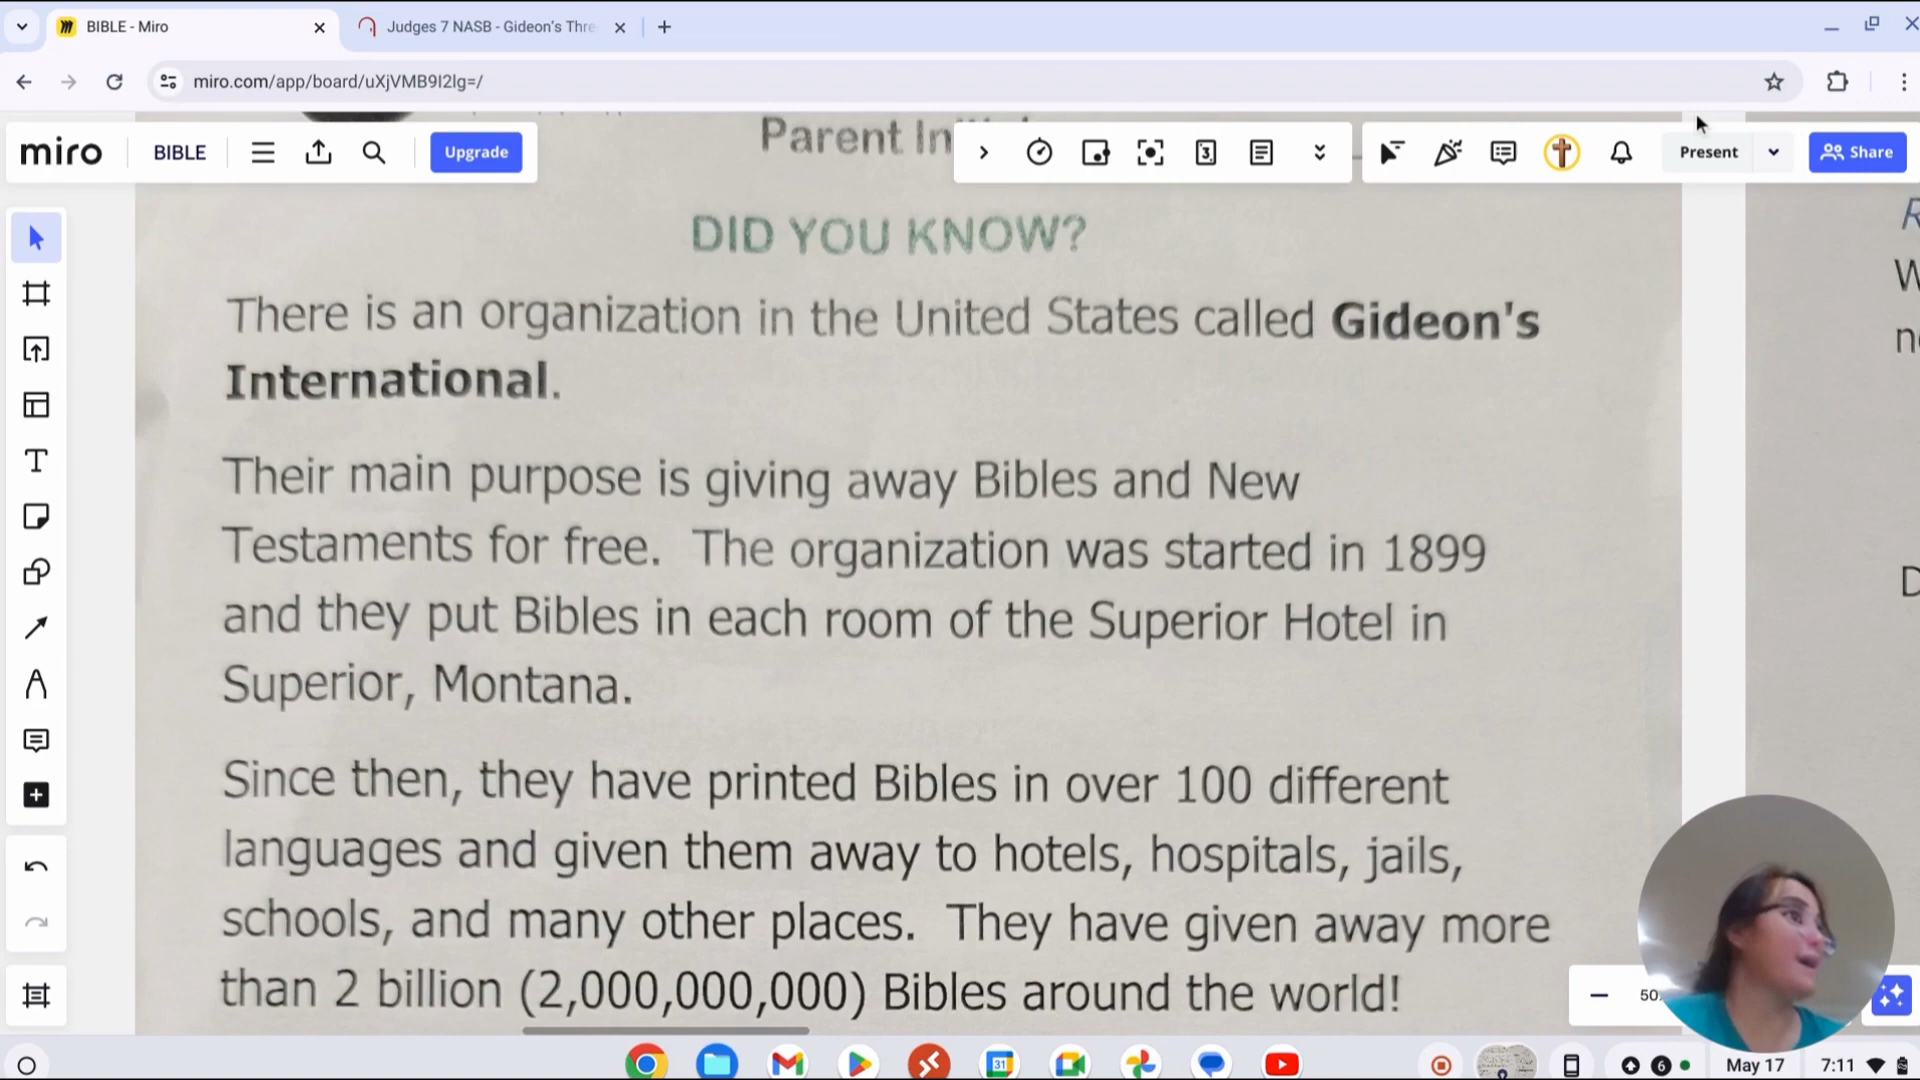 BIBLE - Miro
Judges 7 NASB - Gideon's Thre
miro.com/app/board/uXjVMB9I2lg=/
miro
BIBLE
Upgrade
Parent
3
Present
Share
DID YOU KNOW?
There is an organization in the United States called Gideon's
International.
Their main purpose is giving away Bibles and New
Testaments for free. The organization was started in 1899
and they put Bibles in each room of the Superior Hotel in
Superior, Montana.
Since then, they have printed Bibles in over 100 different
languages and given them away to hotels, hospitals, jails,
schools, and many other places. They have given away more
than 2 billion (2,000,000,000) Bibles around the world!
50
31
6
May 17
7:11